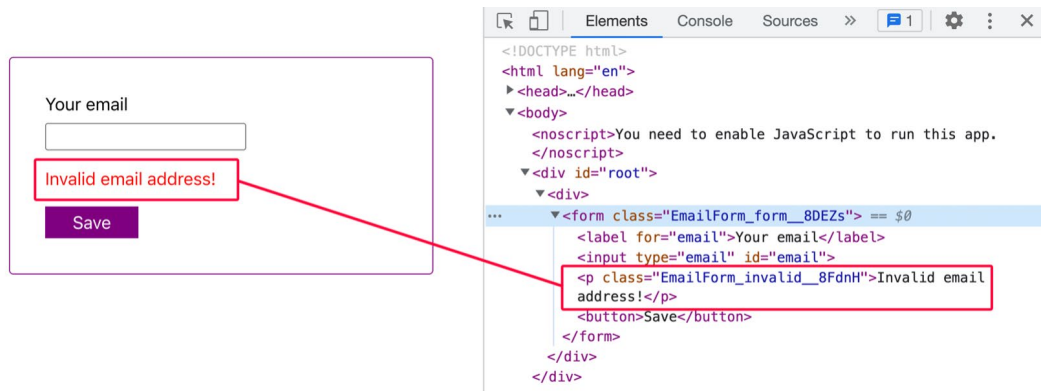 Your email
Invalid email address!
Save
Elements Console Sources » 1
<!DOCTYPE html>
<html lang="en">
<head>…</head>
<body>
<noscript>You need to enable JavaScript to run this app.
</noscript>
<div id="root">
<div>
<form class="EmailForm_form__8DEZs"> == $0
<label for="email">Your email</label>
<input type="email" id="email">
<p class="EmailForm_invalid__8FdnH">Invalid email
address!</p>
<button>Save</button>
</form>
</div>
</div>